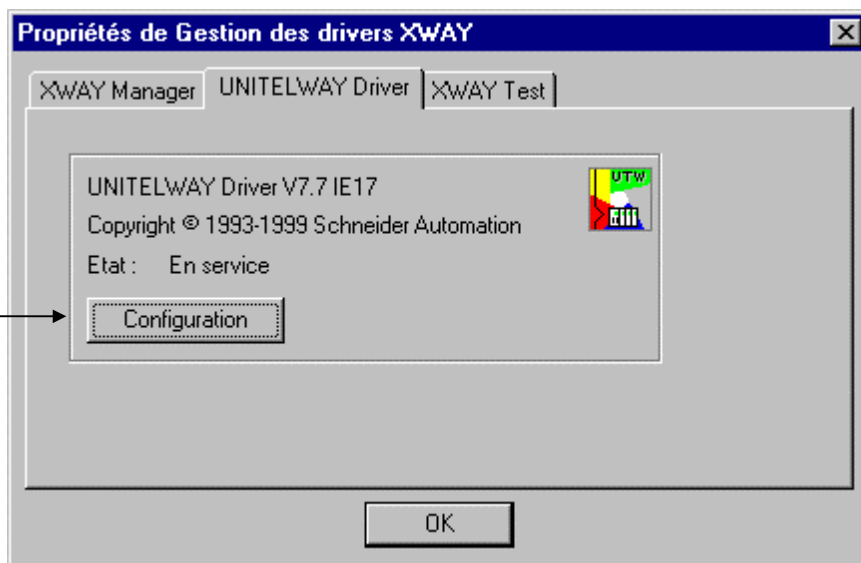 Propriétés de Gestion des drivers XWAY
XWAY Manager UNITELWAY Driver XWAY Test
UNITELWAY Driver V7.7 IE17
UTW
Copyright © 1993-1999 Schneider Automation
Etat : En service
Configuration
OK